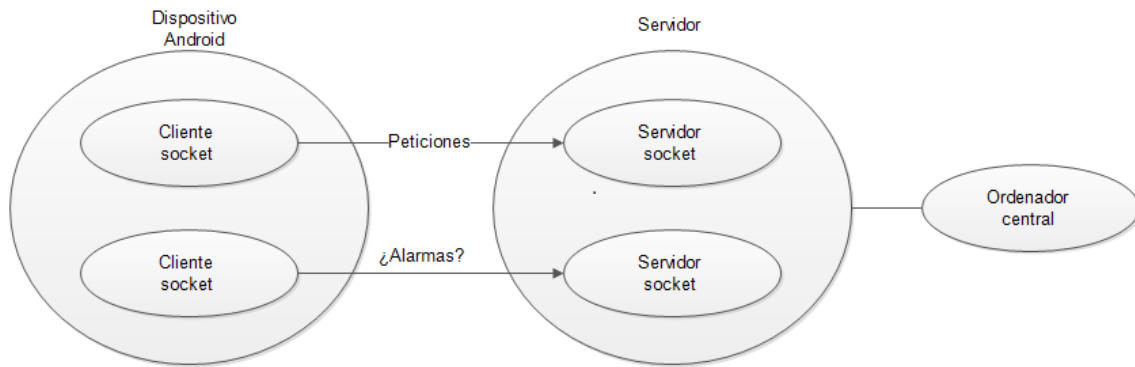 Dispositivo
Android
Servidor
Cliente
socket
Peticiones
Servidor
socket
Ordenador
central
¿Alarmas?
Cliente
socket
Servidor
socket